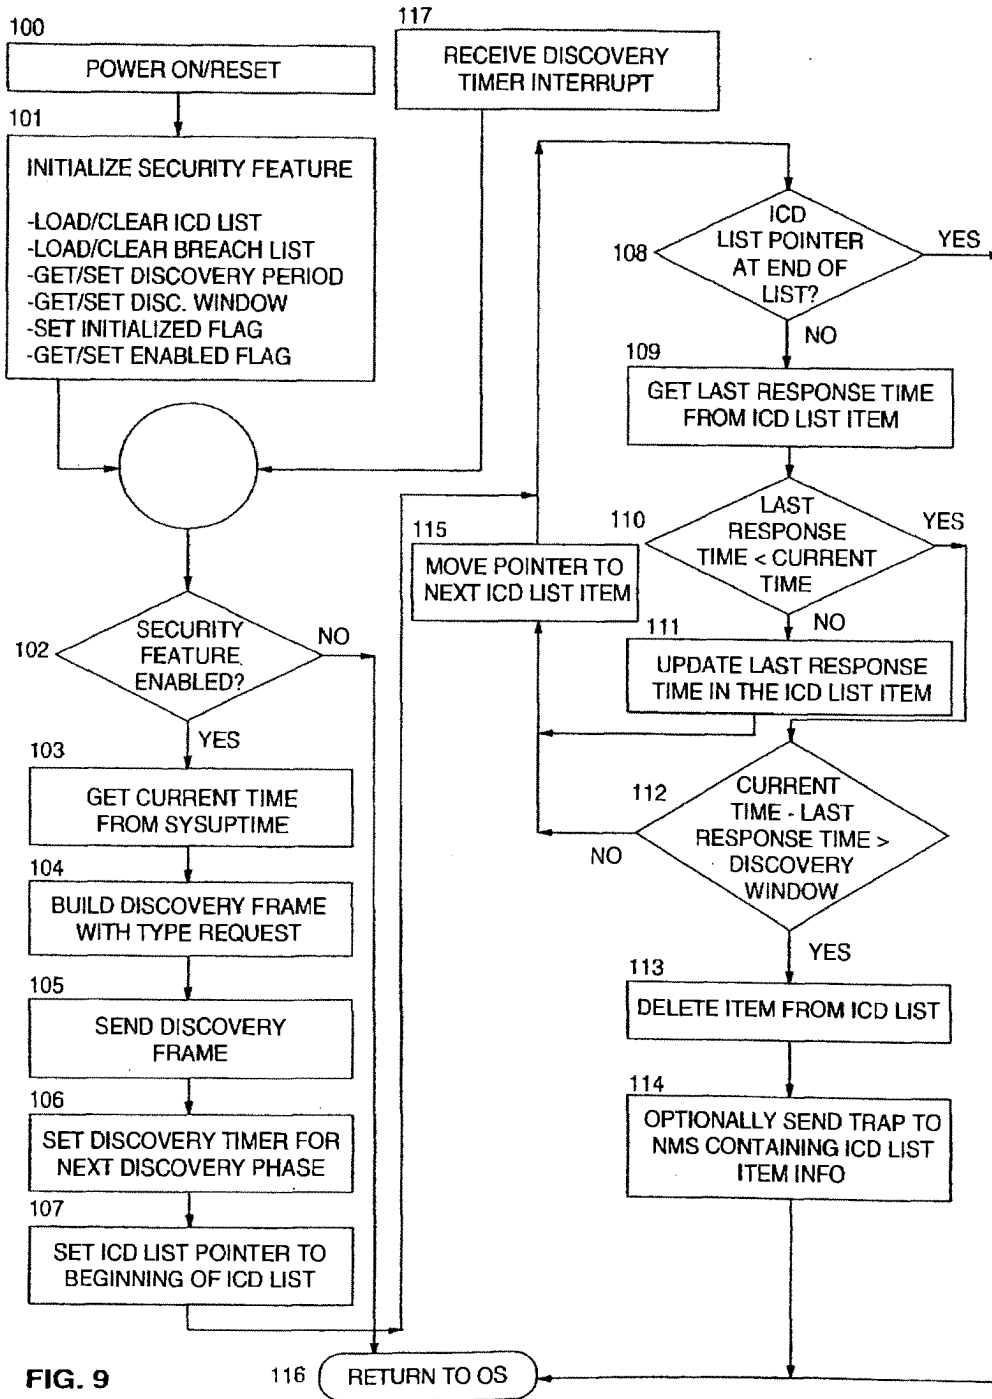 100
POWER ON/RESET
101
INITIALIZE SECURITY FEATURE
-LOAD/CLEAR ICD LIST
-LOAD/CLEAR BREACH LIST
-GET/SET DISCOVERY PERIOD
-GET/SET DISC. WINDOW
-SET INITIALIZED FLAG
-GET/SET ENABLED FLAG
117
RECEIVE DISCOVERY
TIMER INTERRUPT
102
SECURITY
FEATURE
ENABLED?
NO
YES
103
GET CURRENT TIME
FROM SYSUPTIME
104
BUILD DISCOVERY FRAME
WITH TYPE REQUEST
105
SEND DISCOVERY
FRAME
106
SET DISCOVERY TIMER FOR
NEXT DISCOVERY PHASE
107
SET ICD LIST POINTER TO
BEGINNING OF ICD LIST
108
ICD
LIST POINTER
AT END OF
LIST?
YES
NO
109
GET LAST RESPONSE TIME
FROM ICD LIST ITEM
110
LAST
RESPONSE
TIME < CURRENT
TIME
YES
NO
115
MOVE POINTER TO
NEXT ICD LIST ITEM
111
UPDATE LAST RESPONSE
TIME IN THE ICD LIST ITEM
112
CURRENT
TIME - LAST
RESPONSE TIME >
DISCOVERY
WINDOW
NO
YES
113
DELETE ITEM FROM ICD LIST
114
OPTIONALLY SEND TRAP TO
NMS CONTAINING ICD LIST
ITEM INFO
116
RETURN TO OS
FIG. 9